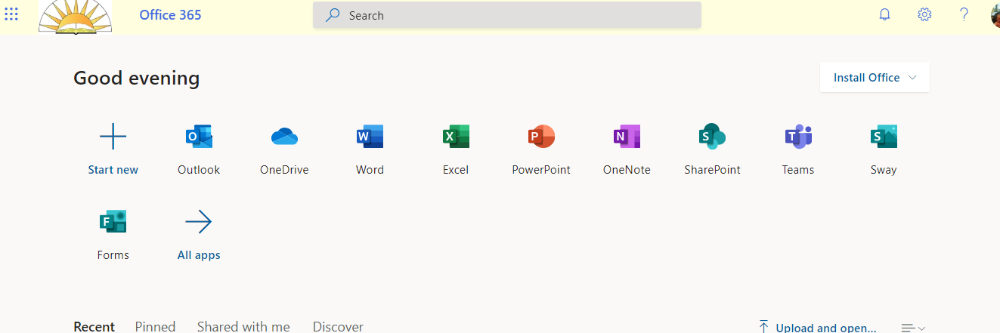 Office 365
Search
?
Good evening
Install Office
Start new
O
Outlook
OneDrive
W
Word
X
Excel
P
PowerPoint
N
OneNote
S
SharePoint
T
Teams
S
Sway
F
Forms
All apps
Recent Pinned Shared with me Discover
Upload and open...